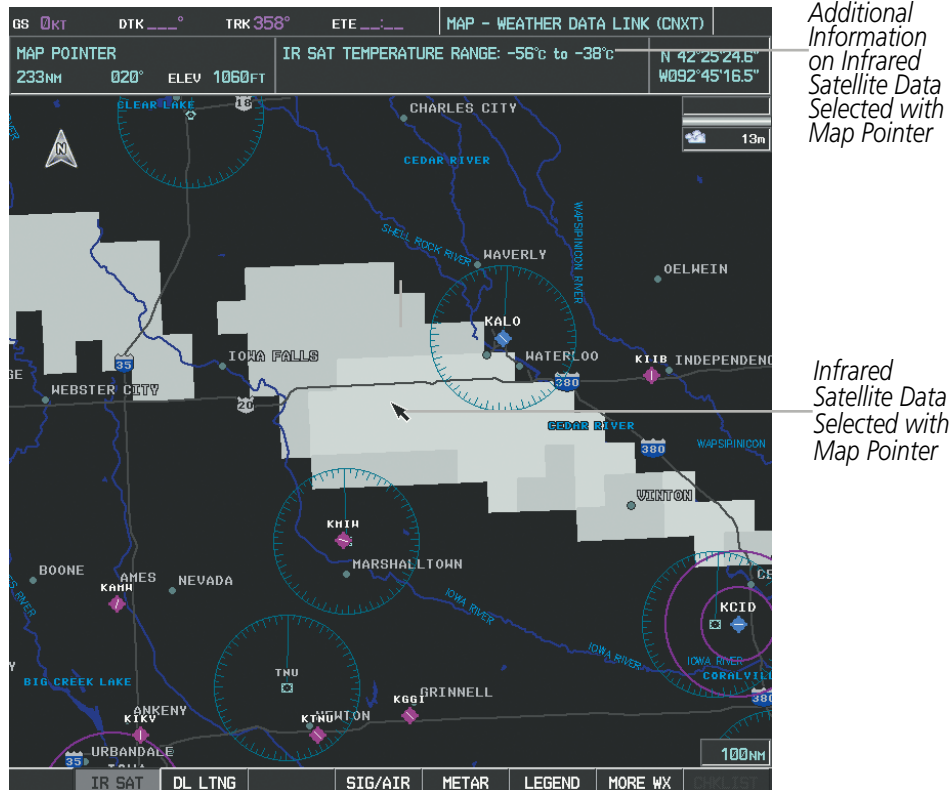 GS 0KT DTK ___° TRK 358° ETE __:__ MAP - WEATHER DATA LINK (CNXT)
MAP POINTER
233NM 020° ELEV 1060FT
IR SAT TEMPERATURE RANGE: -56°C to -38°C
N 42°25'24.6"
W092°45'16.5"
Additional
Information
on Infrared
Satellite Data
Selected with
Map Pointer
CLEAR LAKE
18
CHARLES CITY
13m
N
CEDAR RIVER
WAPSIPINICON RIVER
SHELL ROCK RIVER
WAVERLY
OELWEIN
KALO
IOWA FALLS
WATERLOO
KIIB
INDEPENDENC
35
380
GE
WEBSTER CITY
20
Infrared
Satellite Data
Selected with
Map Pointer
CEDAR RIVER
380
WAPSIPINICON
VINTON
KMIW
MARSHALLTOWN
BOONE
AMES
NEVADA
KAMW
IOWA RIVER
CE
KCID
IOWA RIVER
IOWA RIVER
TNU
CORALVILL
Y
BIG CREEK LAKE
KGGI
GRINNELL
380
ANKENY
KIKV
KTNU
NEWTON
URBANDALE
35
100NM
IR SAT DL LTNG SIG/AIR METAR LEGEND MORE WX CHKLIST